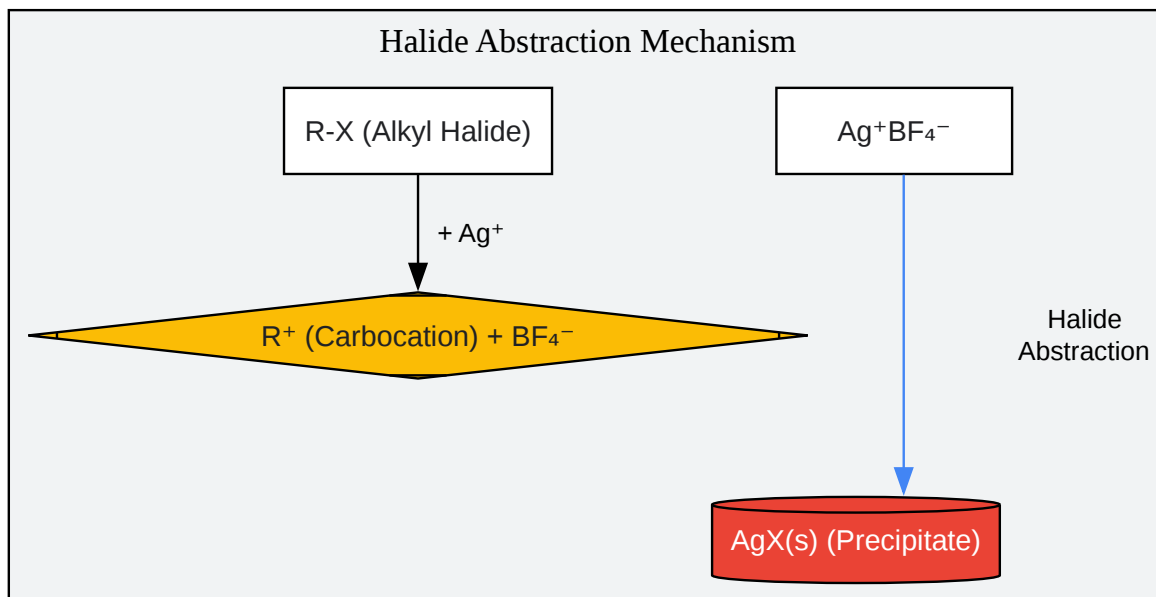 Halide Abstraction Mechanism
R-X (Alkyl Halide)
Ag⁺BF₄⁻
+ Ag⁺
R⁺ (Carbocation) + BF₄⁻
Halide
Abstraction
AgX(s) (Precipitate)